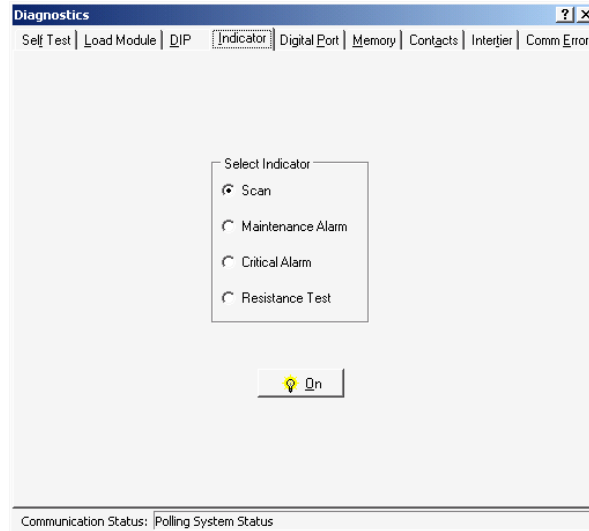 Diagnostics
Self Test Load Module DIP Indicator Digital Port Memory Contacts Intertier Comm Error
Select Indicator
Scan
Maintenance Alarm
Critical Alarm
Resistance Test
On
Communication Status: Polling System Status